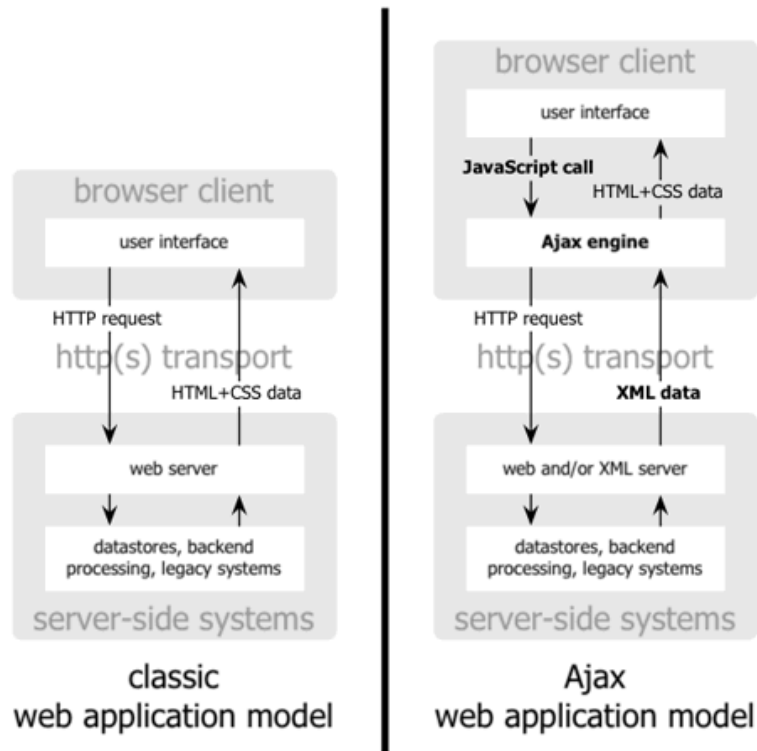 browser client
user interface
HTTP request
http(s) transport
HTML+CSS data
web server
datastores, backend
processing, legacy systems
server-side systems
classic
web application model
browser client
user interface
JavaScript call
HTML+CSS data
Ajax engine
HTTP request
http(s) transport
XML data
web and/or XML server
datastores, backend
processing, legacy systems
server-side systems
Ajax
web application model